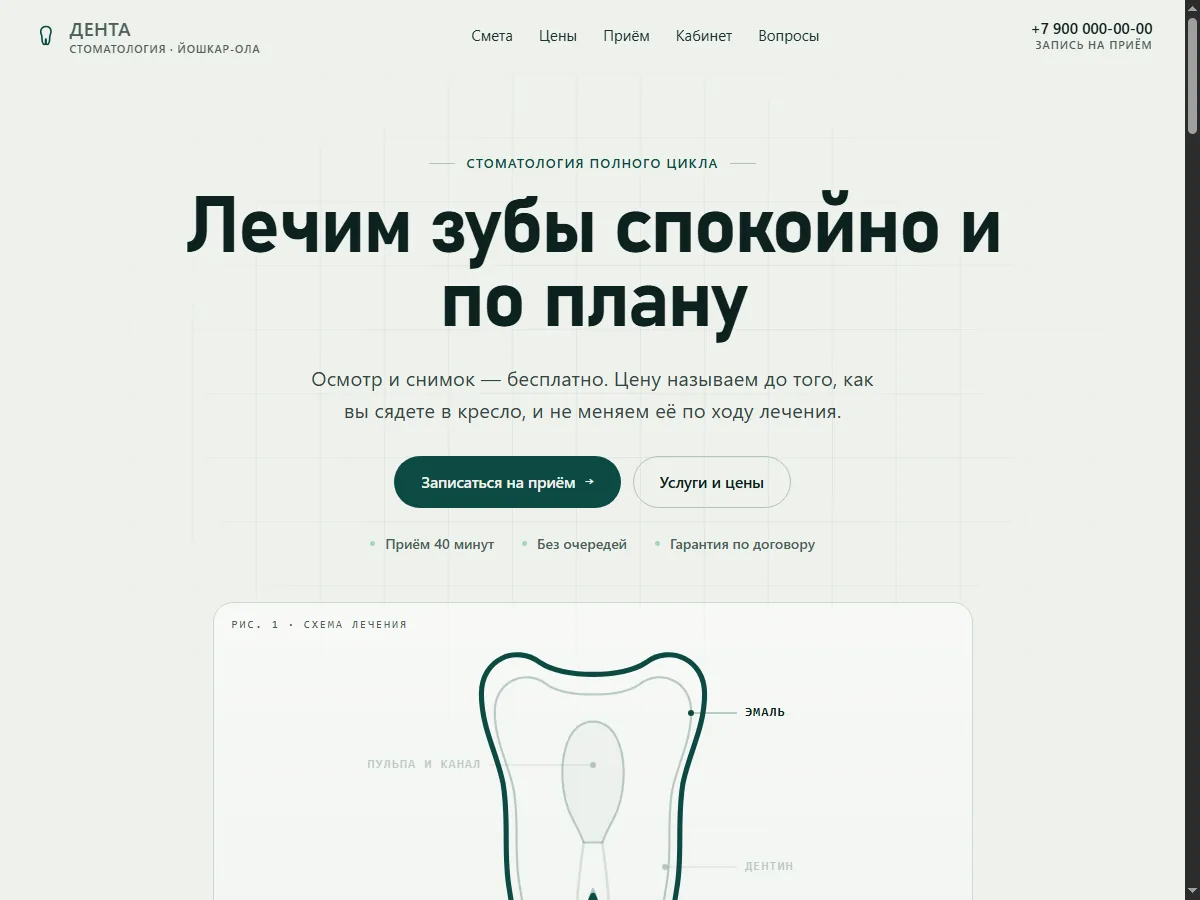 ДЕНТА
СТОМАТОЛОГИЯ · ЙОШКАР-ОЛА
Смета
Цены
Приём
Кабинет
Вопросы
+7 900 000-00-00
ЗАПИСЬ НА ПРИЁМ
СТОМАТОЛОГИЯ ПОЛНОГО ЦИКЛА
Лечим зубы спокойно и
по плану
Осмотр и снимок — бесплатно. Цену называем до того, как
вы сядете в кресло, и не меняем её по ходу лечения.
Записаться на приём →
Услуги и цены
Приём 40 минут
Без очередей
Гарантия по договору
РИС. 1 · СХЕМА ЛЕЧЕНИЯ
ЭМАЛЬ
ПУЛЬПА И КАНАЛ
ДЕНТИН